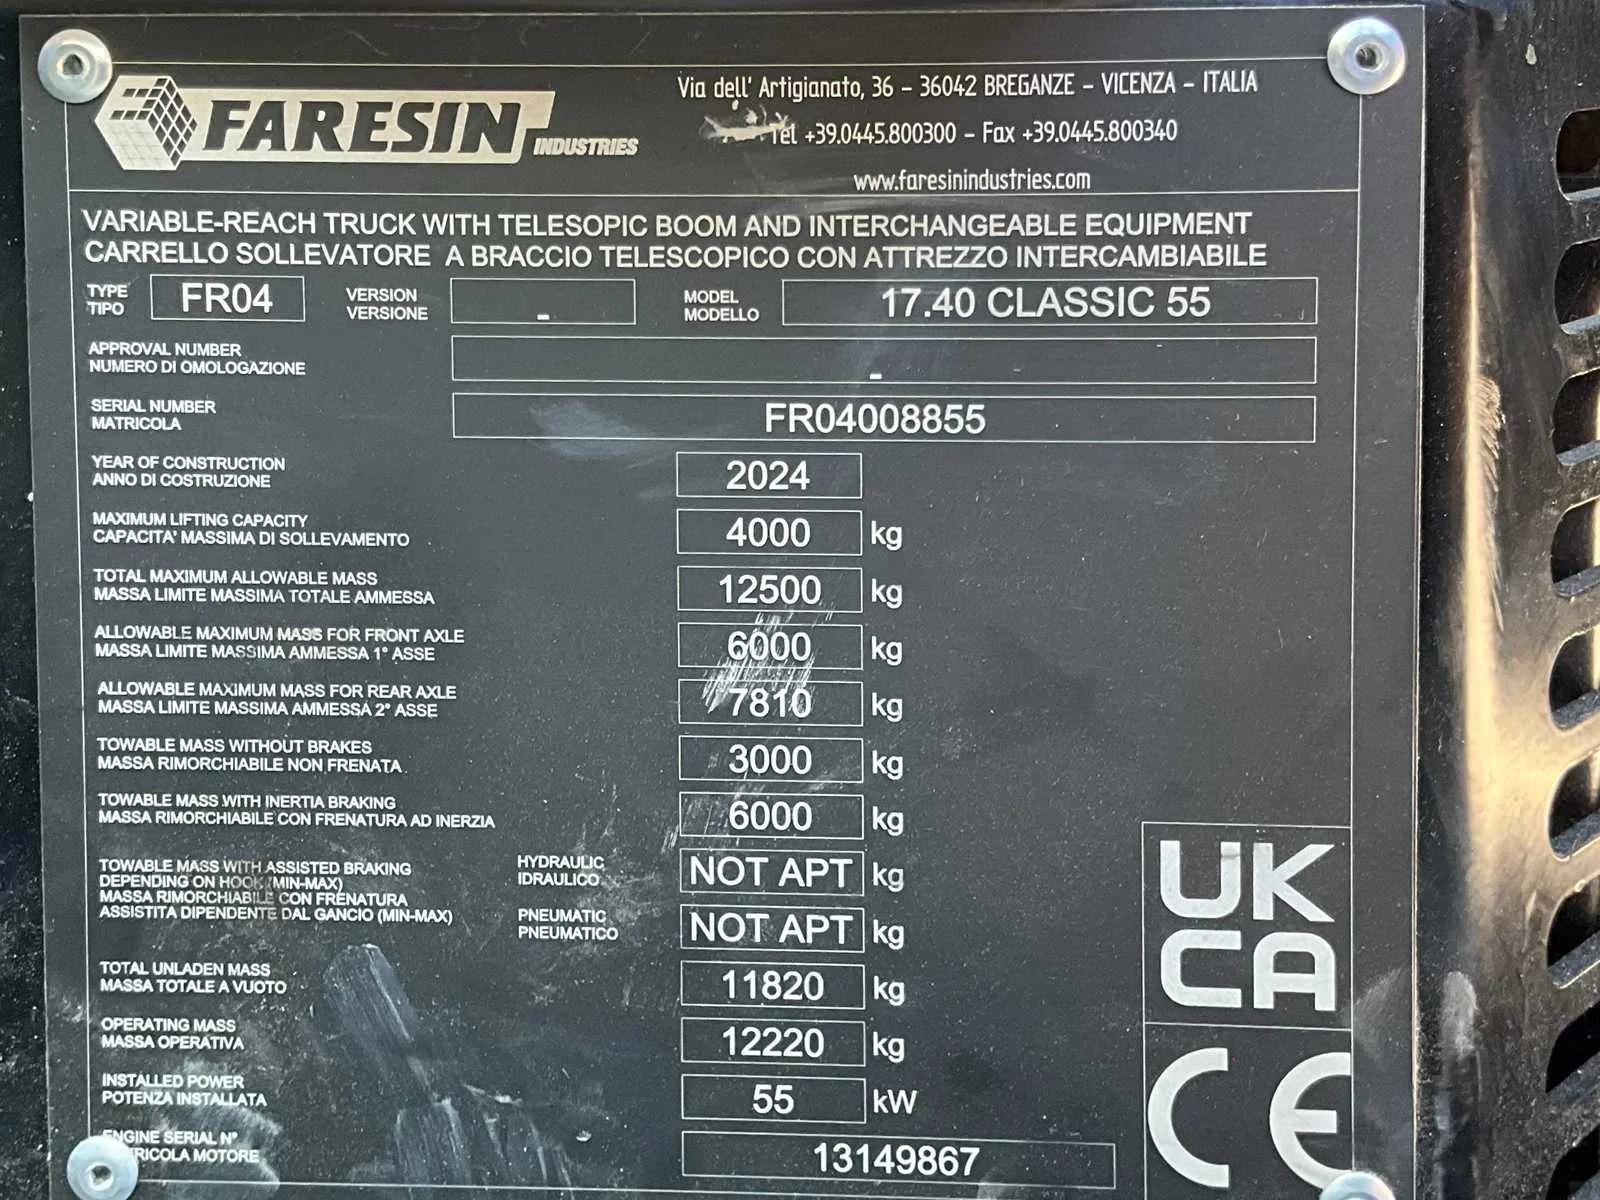 FARESIN INDUSTRIES
Via dell' Artigianato, 36 - 36042 BREGANZE - VICENZA - ITALIA
Tel +39.0445.800300 - Fax +39.0445.800340
www.faresinindustries.com
VARIABLE-REACH TRUCK WITH TELESOPIC BOOM AND INTERCHANGEABLE EQUIPMENT
CARRELLO SOLLEVATORE A BRACCIO TELESCOPICO CON ATTREZZO INTERCAMBIABILE
TYPE
TIPO
FR04
VERSION
VERSIONE
-
MODEL
MODELLO
17.40 CLASSIC 55
APPROVAL NUMBER
NUMERO DI OMOLOGAZIONE
-
SERIAL NUMBER
MATRICOLA
FR04008855
YEAR OF CONSTRUCTION
ANNO DI COSTRUZIONE
2024
MAXIMUM LIFTING CAPACITY
CAPACITA' MASSIMA DI SOLLEVAMENTO
4000 kg
TOTAL MAXIMUM ALLOWABLE MASS
MASSA LIMITE MASSIMA TOTALE AMMESSA
12500 kg
ALLOWABLE MAXIMUM MASS FOR FRONT AXLE
MASSA LIMITE MASSIMA AMMESSA 1° ASSE
6000 kg
ALLOWABLE MAXIMUM MASS FOR REAR AXLE
MASSA LIMITE MASSIMA AMMESSA 2° ASSE
7810 kg
TOWABLE MASS WITHOUT BRAKES
MASSA RIMORCHIABILE NON FRENATA
3000 kg
TOWABLE MASS WITH INERTIA BRAKING
MASSA RIMORCHIABILE CON FRENATURA AD INERZIA
6000 kg
TOWABLE MASS WITH ASSISTED BRAKING
DEPENDING ON HOOK (MIN-MAX)
MASSA RIMORCHIABILE CON FRENATURA
ASSISTITA DIPENDENTE DAL GANCIO (MIN-MAX)
HYDRAULIC
IDRAULICO
NOT APT kg
PNEUMATIC
PNEUMATICO
NOT APT kg
TOTAL UNLADEN MASS
MASSA TOTALE A VUOTO
11820 kg
OPERATING MASS
MASSA OPERATIVA
12220 kg
INSTALLED POWER
POTENZA INSTALLATA
55 kW
ENGINE SERIAL N°
MOTORE
13149867
UK
CA
CE